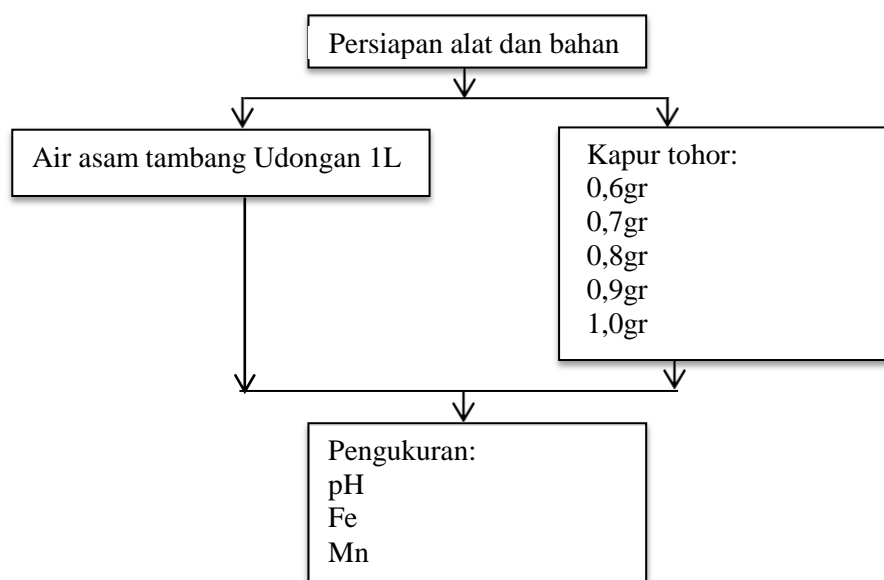 Persiapan alat dan bahan
Air asam tambang Udongan 1L
Kapur tohor:
0,6gr
0,7gr
0,8gr
0,9gr
1,0gr
Pengukuran:
pH
Fe
Mn